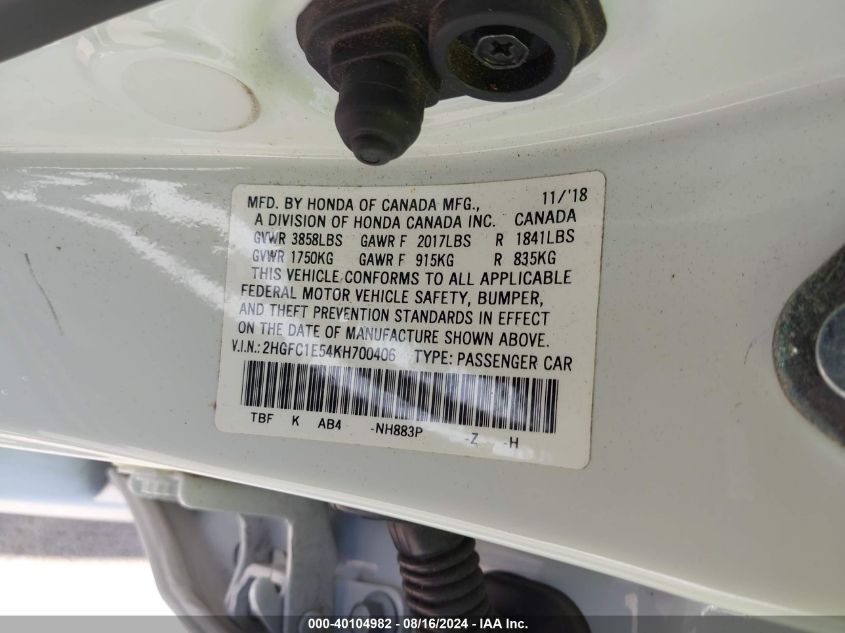 MFD. BY HONDA OF CANADA MFG., 11/'18
A DIVISION OF HONDA CANADA INC. CANADA
GVWR 3858LBS GAWR F 2017LBS R 1841LBS
GVWR 1750KG GAWR F 915KG R 835KG
THIS VEHICLE CONFORMS TO ALL APPLICABLE
FEDERAL MOTOR VEHICLE SAFETY, BUMPER,
AND THEFT PREVENTION STANDARDS IN EFFECT
ON THE DATE OF MANUFACTURE SHOWN ABOVE.
V.I.N.: 2HGFC1E54KH700406 TYPE: PASSENGER CAR
TBF K AB4 -NH883P -Z -H
000-40104982 - 08/16/2024 - IAA Inc.